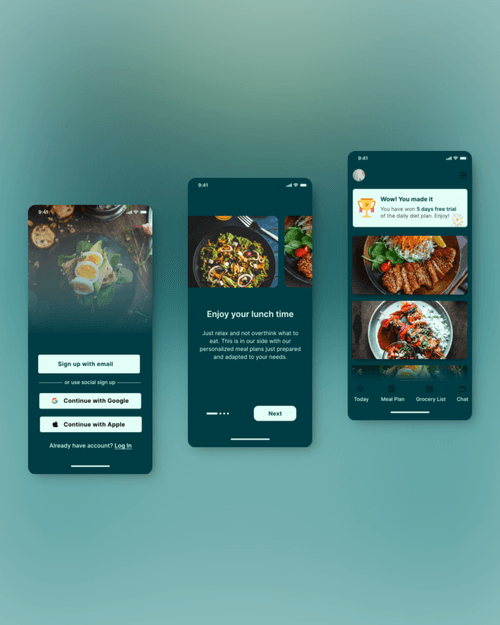 9:41
Sign up with email
or use social sign up
Continue with Google
Continue with Apple
Already have account? Log In
9:41
Enjoy your lunch time
Just relax and not overthink what to
eat. This is in our side with our
personalized meal plans just prepared
and adapted to your needs.
Next
9:41
Wow! You made it
You have won 5 days free trial
of the daily diet plan. Enjoy!
Today
Meal Plan
Grocery List
Chat